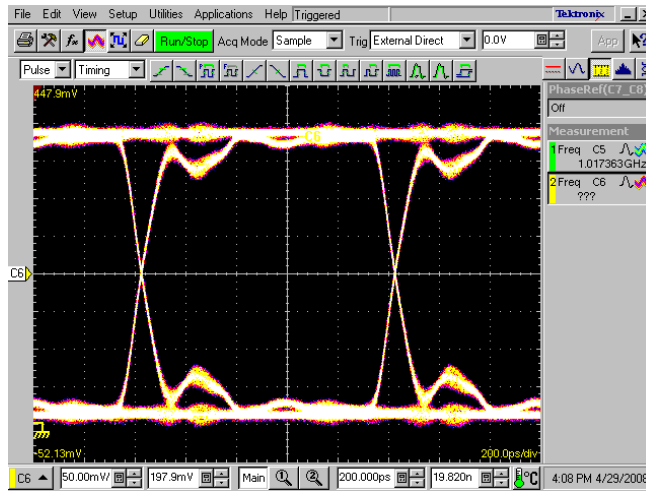 File Edit View Setup Utilities Applications Help Triggered Tektronix
Run/Stop Acq Mode Sample Trig External Direct 0.0V App
Pulse Timing
PhaseRef(C7_C8)
Off
Measurement
1 Freq C5
1.017363GHz
2 Freq C6
???
447.9mV
C6
C6
-52.13mV 200.0ps/div
C6 50.00mV/ 197.9mV Main 200.000ps 19.820n °C 4:08 PM 4/29/2008